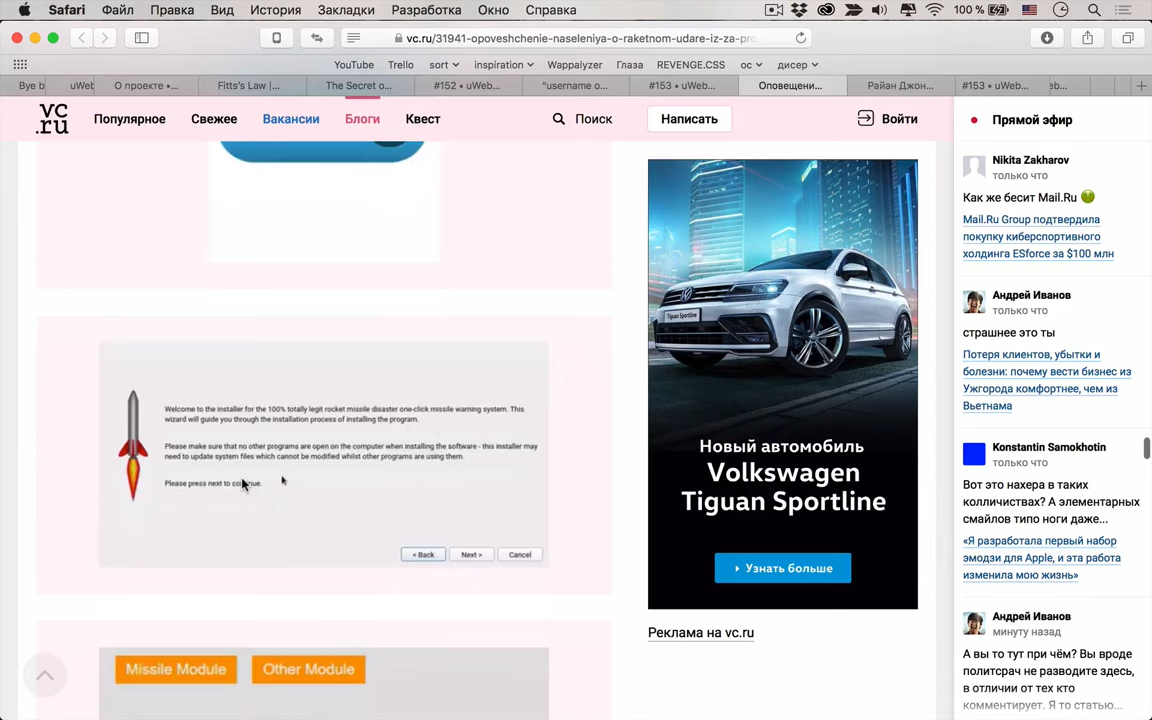 Safari Файл Правка Вид История Закладки Разработка Окно Справка 100 %
vc.ru/31941-opoveshchenie-naseleniya-o-raketnom-udare-iz-za-pro
YouTube Trello sort inspiration Wappalyzer Глаза REVENGE.CSS ос дисер
Bye b uWeb О проекте •... Fitts's Law |... The Secret o... #152 – uWeb... "username o... #153 – uWeb... Оповещени... Райан Джон... #153 – uWeb...
vc
.ru
Популярное Свежее Вакансии Блоги Квест Поиск Написать Войти
Прямой эфир
Welcome to the installer for the 100% totally legit rocket missile disaster one-click missile warning system. This
wizard will guide you through the installation process of installing the program.
Please make sure that no other programs are open on the computer when installing the software - this installer may
need to update system files which cannot be modified whilst other programs are using them.
Please press next to continue.
< Back Next > Cancel
Missile Module Other Module
Tiguan Sportline
Новый автомобиль
Volkswagen
Tiguan Sportline
Узнать больше
Реклама на vc.ru
Nikita Zakharov
только что
Как же бесит Mail.Ru
Mail.Ru Group подтвердила
покупку киберспортивного
холдинга ESforce за $100 млн
Андрей Иванов
только что
страшнее это ты
Потеря клиентов, убытки и
болезни: почему вести бизнес из
Ужгорода комфортнее, чем из
Вьетнама
Konstantin Samokhotin
только что
Вот это нахера в таких
колличиствах? А элементарных
смайлов типо ноги даже...
«Я разработала первый набор
эмодзи для Apple, и эта работа
изменила мою жизнь»
Андрей Иванов
минуту назад
А вы то тут при чём? Вы вроде
политсрач не разводите здесь,
в отличии от тех кто
комментирует. Я то статью...